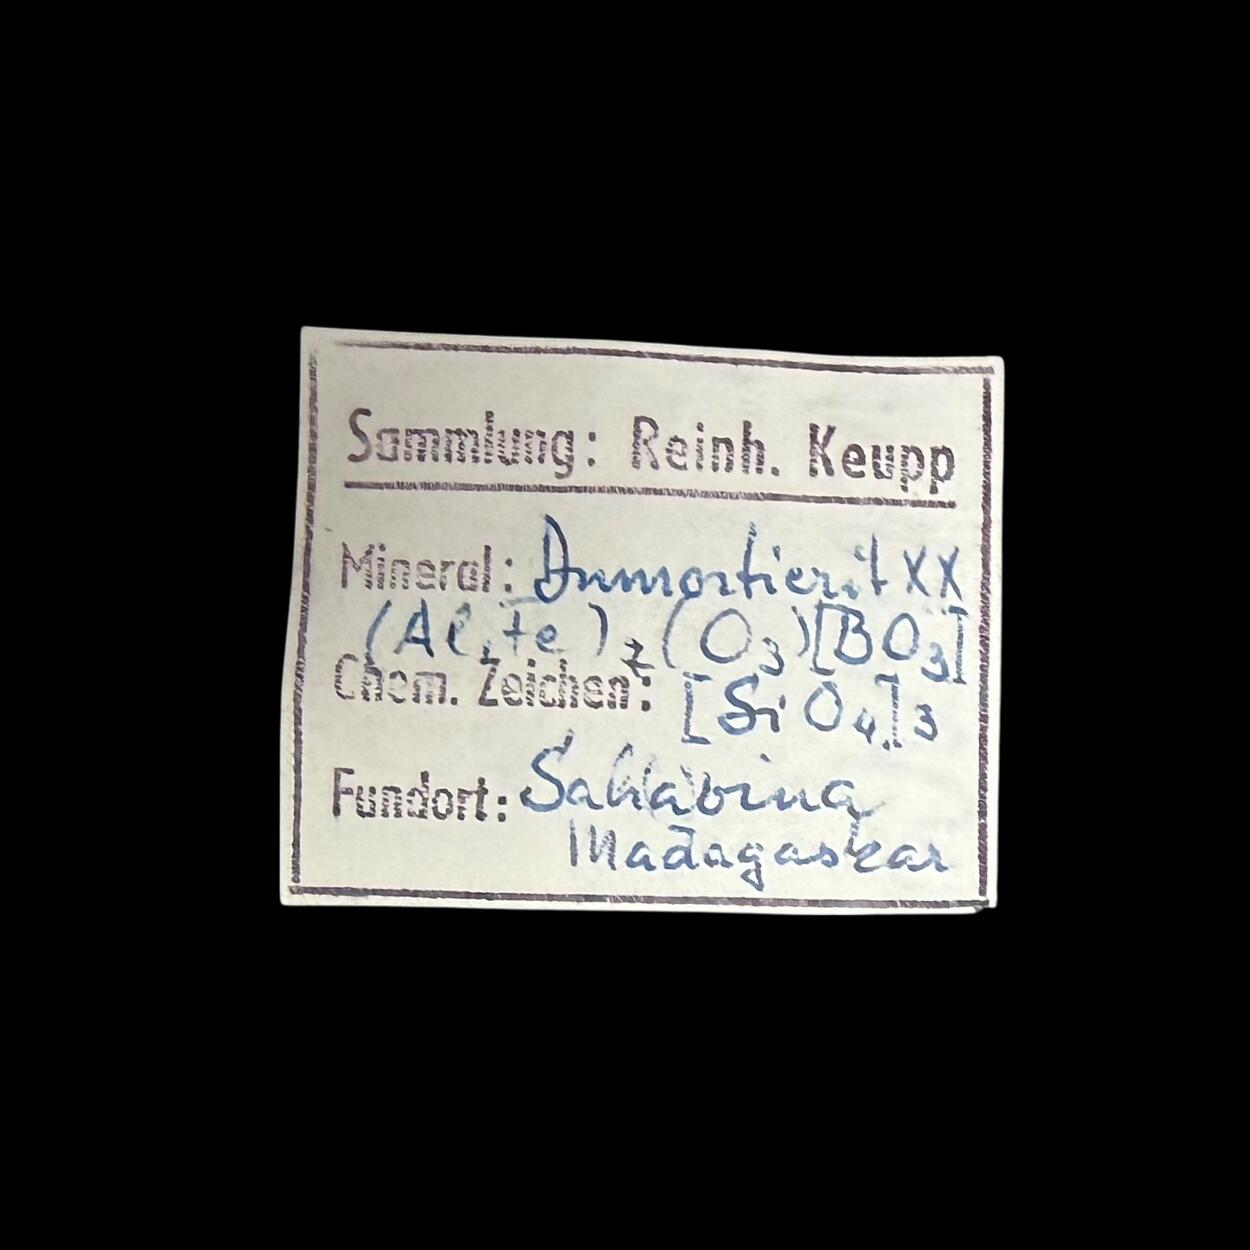 Sammlung: Reinh. Keupp
Mineral: Dumortierit XX
(Al, Fe)7(O3)[BO3]
Chem. Zeichen: [SiO4]3
Fundort: Sahabina
Madagaskar